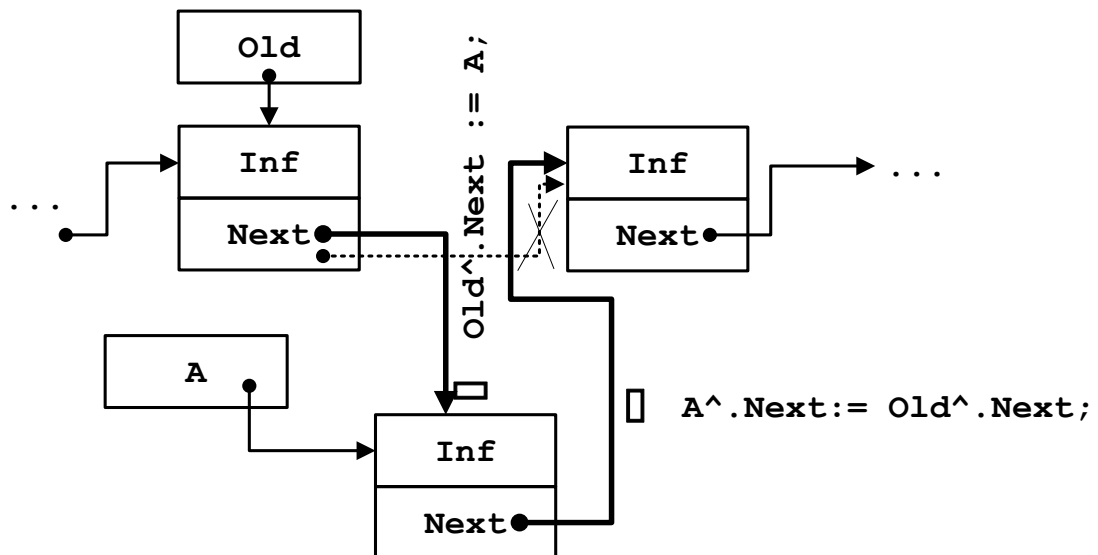 Old
Old^.Next := A;
Inf
Next
Inf
Next
...
...
A
Inf
Next
A^.Next:= Old^.Next;